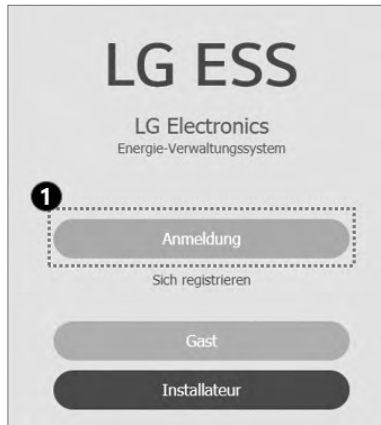 LG ESS
LG Electronics
Energie-Verwaltungssystem
1
Anmeldung
Sich registrieren
Gast
Installateur